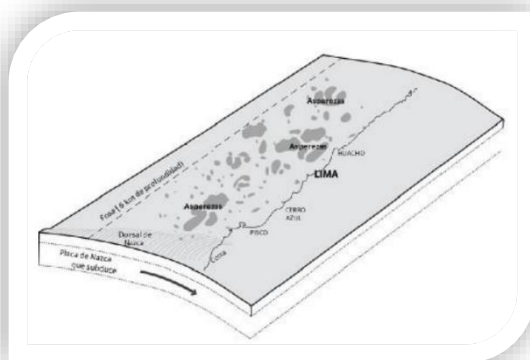 Asperezas
Asperezas
HUACHO
LIMA
Fosa (6 km de profundidad)
Asperezas
CERRO
AZUL
PISCO
Dorsal de
Nazca
Costa
Placa de Nazca
que subduce